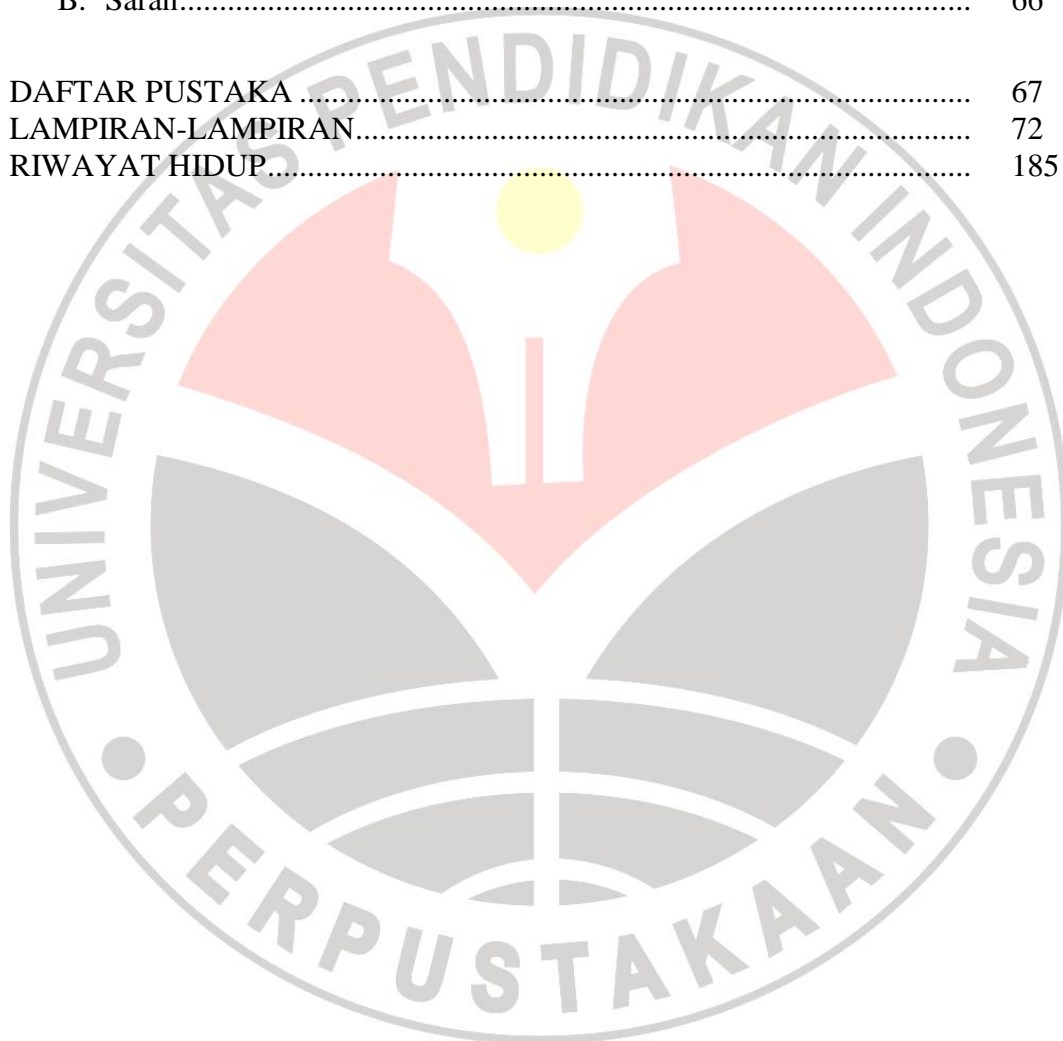 B. Saran........................................................................................................ 66
DAFTAR PUSTAKA ........................................................................................ 67
LAMPIRAN-LAMPIRAN................................................................................ 72
RIWAYAT HIDUP............................................................................................ 185
UNIVERSITAS PENDIDIKAN INDONESIA
PERPUSTAKAAN